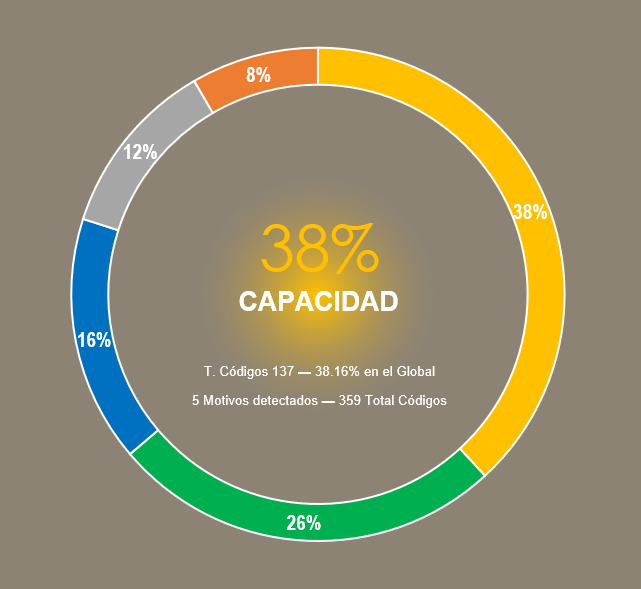 8%
12%
38%
38%
CAPACIDAD
16%
T. Códigos 137 — 38.16% en el Global
5 Motivos detectados — 359 Total Códigos
26%